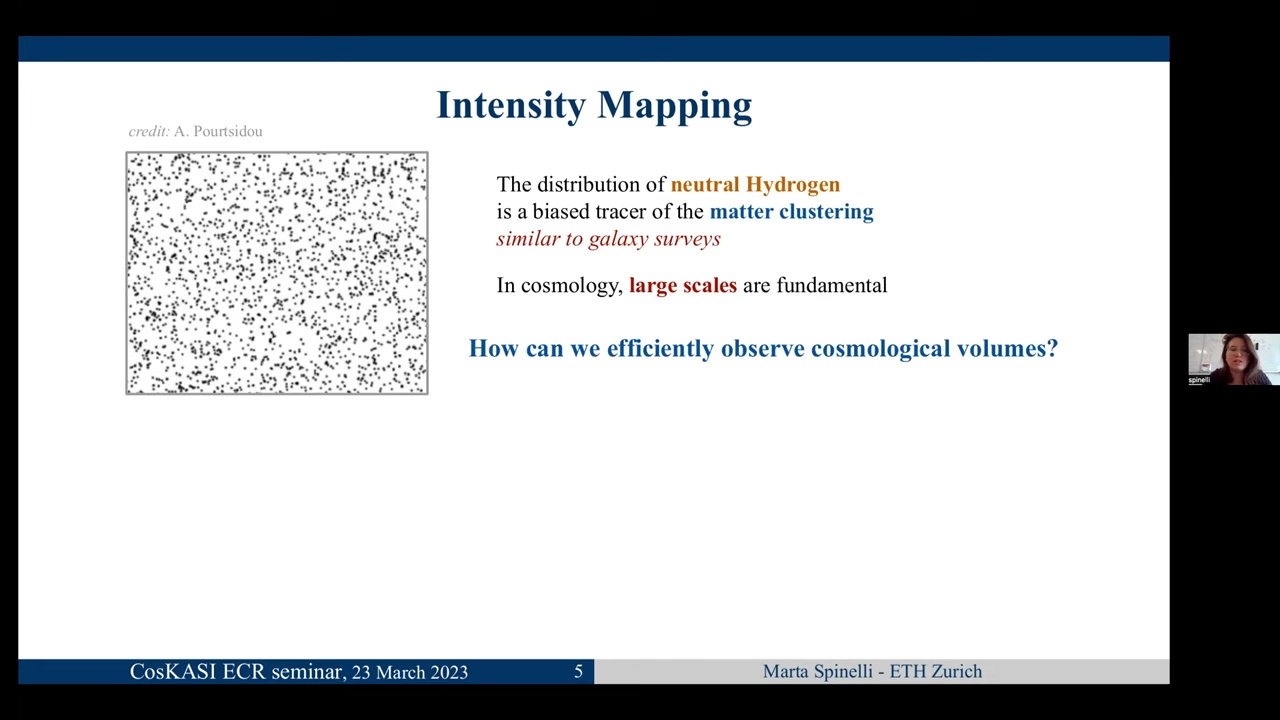 Intensity Mapping
credit: A. Pourtsidou
The distribution of neutral Hydrogen
is a biased tracer of the matter clustering
similar to galaxy surveys
In cosmology, large scales are fundamental
How can we efficiently observe cosmological volumes?
spinelli
CosKASI ECR seminar, 23 March 2023
5
Marta Spinelli - ETH Zurich